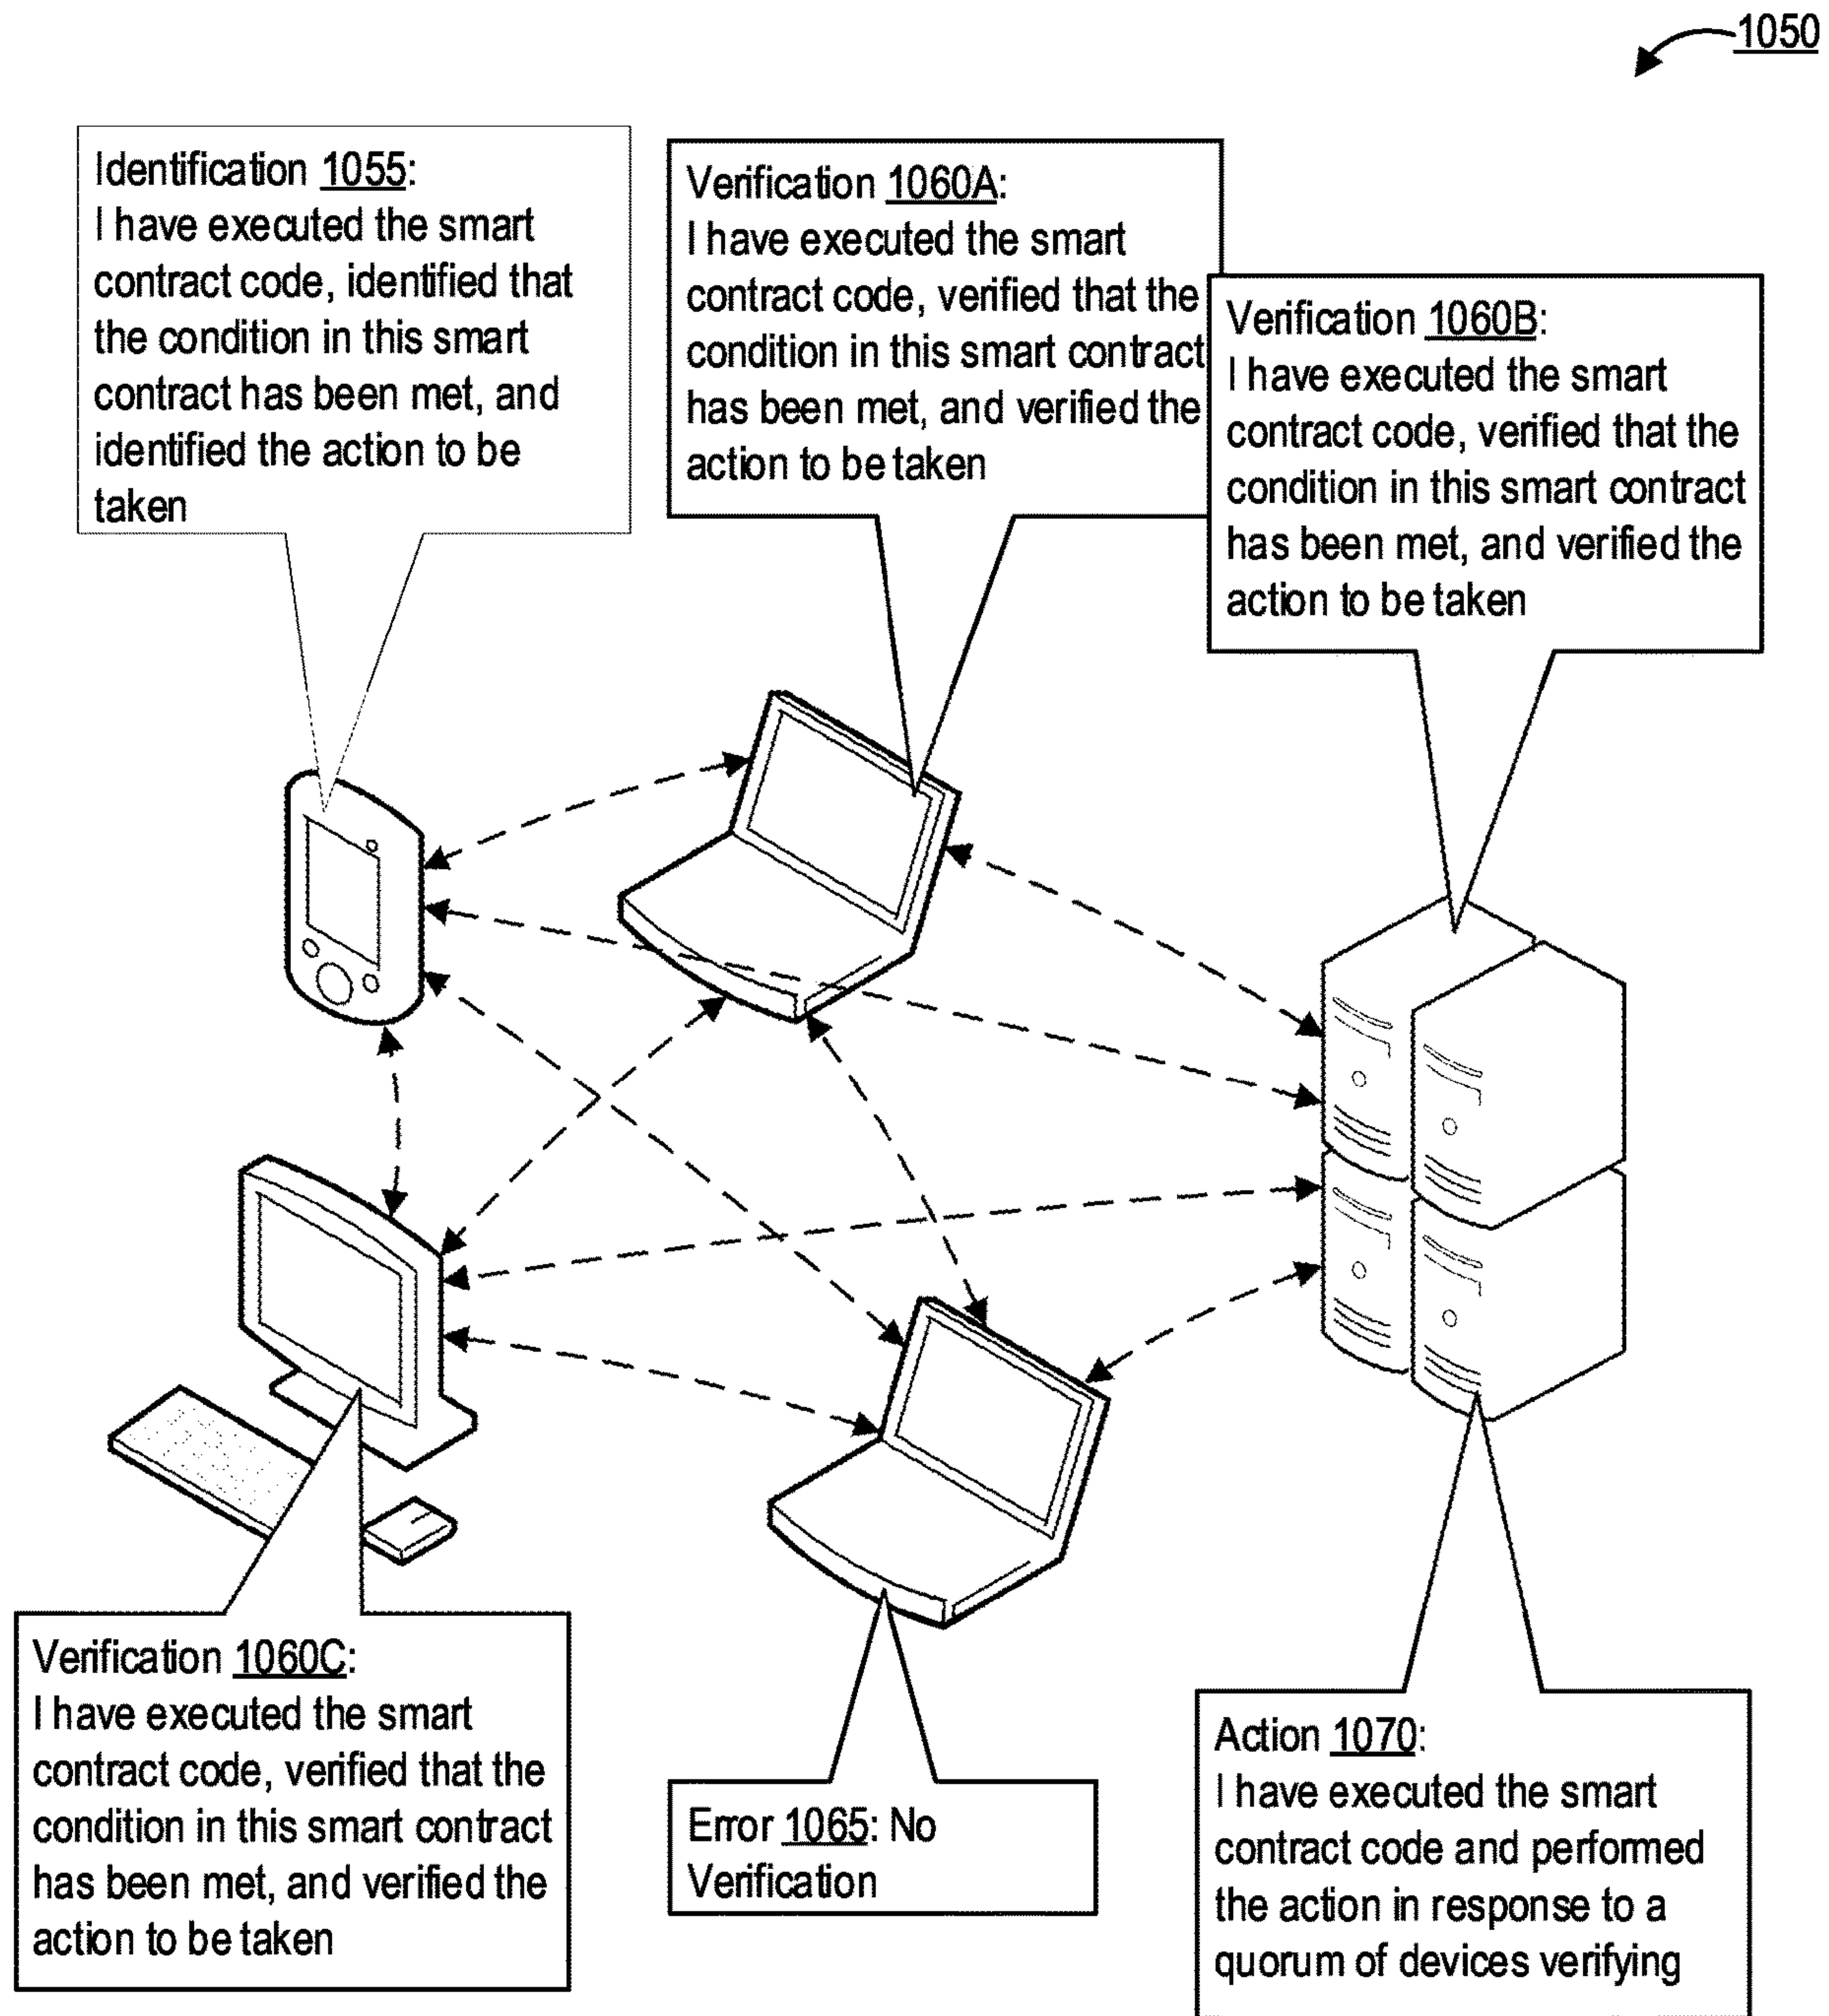 1050
Identification 1055:
I have executed the smart
contract code, identified that
the condition in this smart
contract has been met, and
identified the action to be
taken
Verification 1060A:
I have executed the smart
contract code, verified that the
condition in this smart contract
has been met, and verified the
action to be taken
Verification 1060B:
I have executed the smart
contract code, verified that the
condition in this smart contract
has been met, and verified the
action to be taken
Verification 1060C:
I have executed the smart
contract code, verified that the
condition in this smart contract
has been met, and verified the
action to be taken
Error 1065: No
Verification
Action 1070:
I have executed the smart
contract code and performed
the action in response to a
quorum of devices verifying